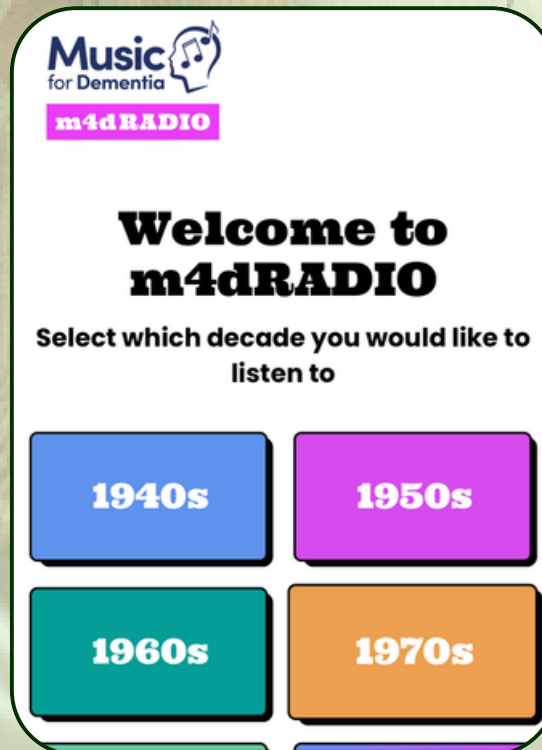 Music
for Dementia
m4dRADIO
Welcome to
m4dRADIO
Select which decade you would like to
listen to
1940s
1950s
1960s
1970s